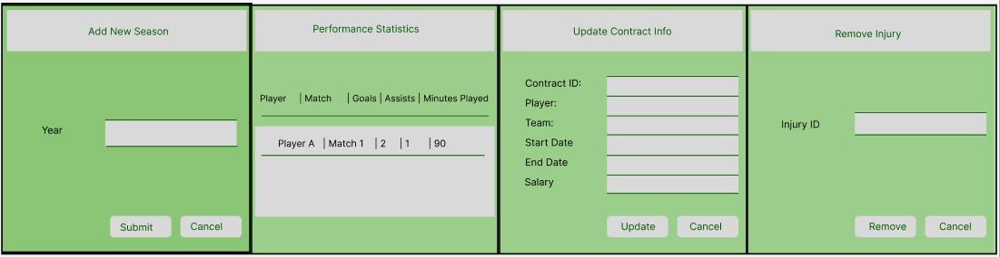 Add New Season
Year
Submit Cancel
Performance Statistics
Player | Match | Goals | Assists | Minutes Played
Player A | Match 1 | 2 | 1 | 90
Update Contract Info
Contract ID:
Player:
Team:
Start Date
End Date
Salary
Update Cancel
Remove Injury
Injury ID
Remove Cancel